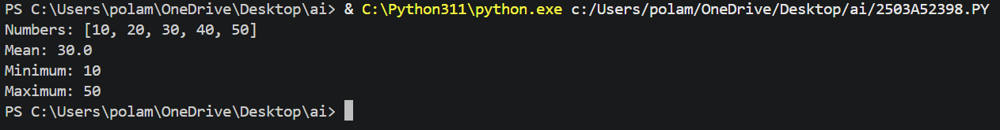 PS C:\Users\polam\OneDrive\Desktop\ai> & C:\Python311\python.exe c:/Users/polam/OneDrive/Desktop/ai/2503A52398.PY
Numbers: [10, 20, 30, 40, 50]
Mean: 30.0
Minimum: 10
Maximum: 50
PS C:\Users\polam\OneDrive\Desktop\ai>